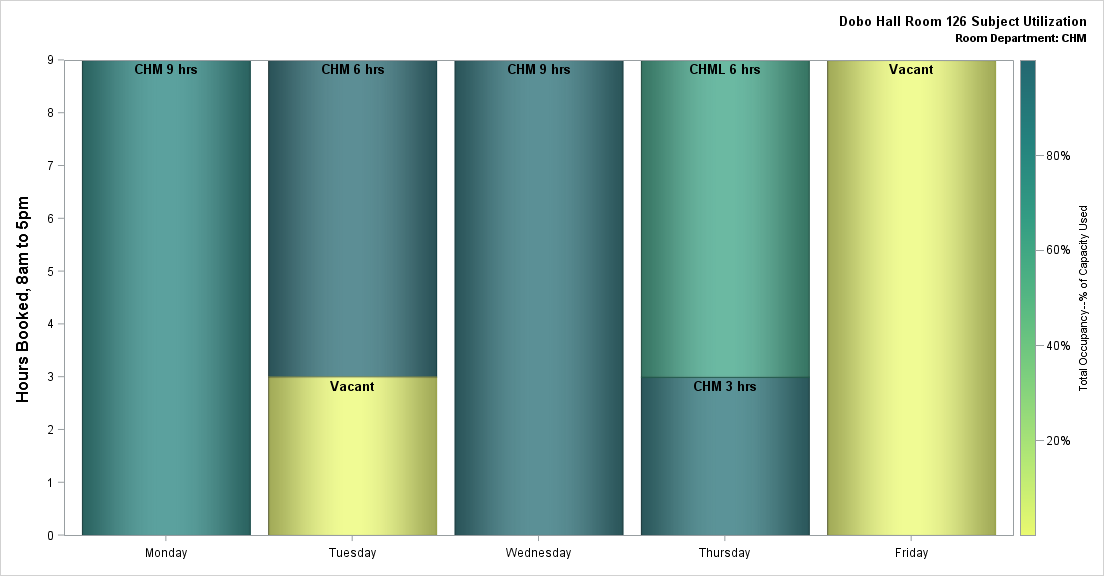 Dobo Hall Room 126 Subject Utilization
Room Department: CHM
Hours Booked, 8am to 5pm
9
8
7
6
5
4
3
2
1
0
CHM 9 hrs
CHM 6 hrs
Vacant
CHM 9 hrs
CHML 6 hrs
CHM 3 hrs
Vacant
Monday
Tuesday
Wednesday
Thursday
Friday
80%
60%
40%
20%
Total Occupancy--% of Capacity Used